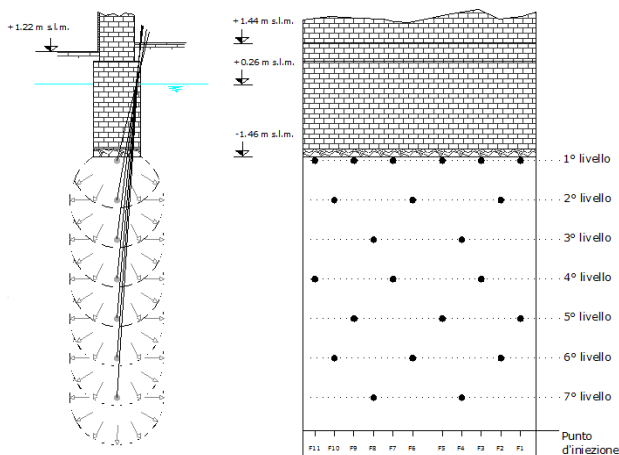 +1.22 m s.l.m.
+1.44 m s.l.m.
+0.26 m s.l.m.
-1.46 m s.l.m.
1° livello
2° livello
3° livello
4° livello
5° livello
6° livello
7° livello
F11 F10 F9 F8 F7 F6 F5 F4 F3 F2 F1
Punto
d'iniezione